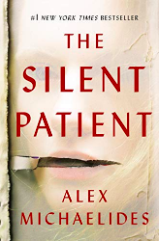 #1 NEW YORK TIMES BESTSELLER
THE
SILENT
PATIENT
ALEX
MICHAELIDES